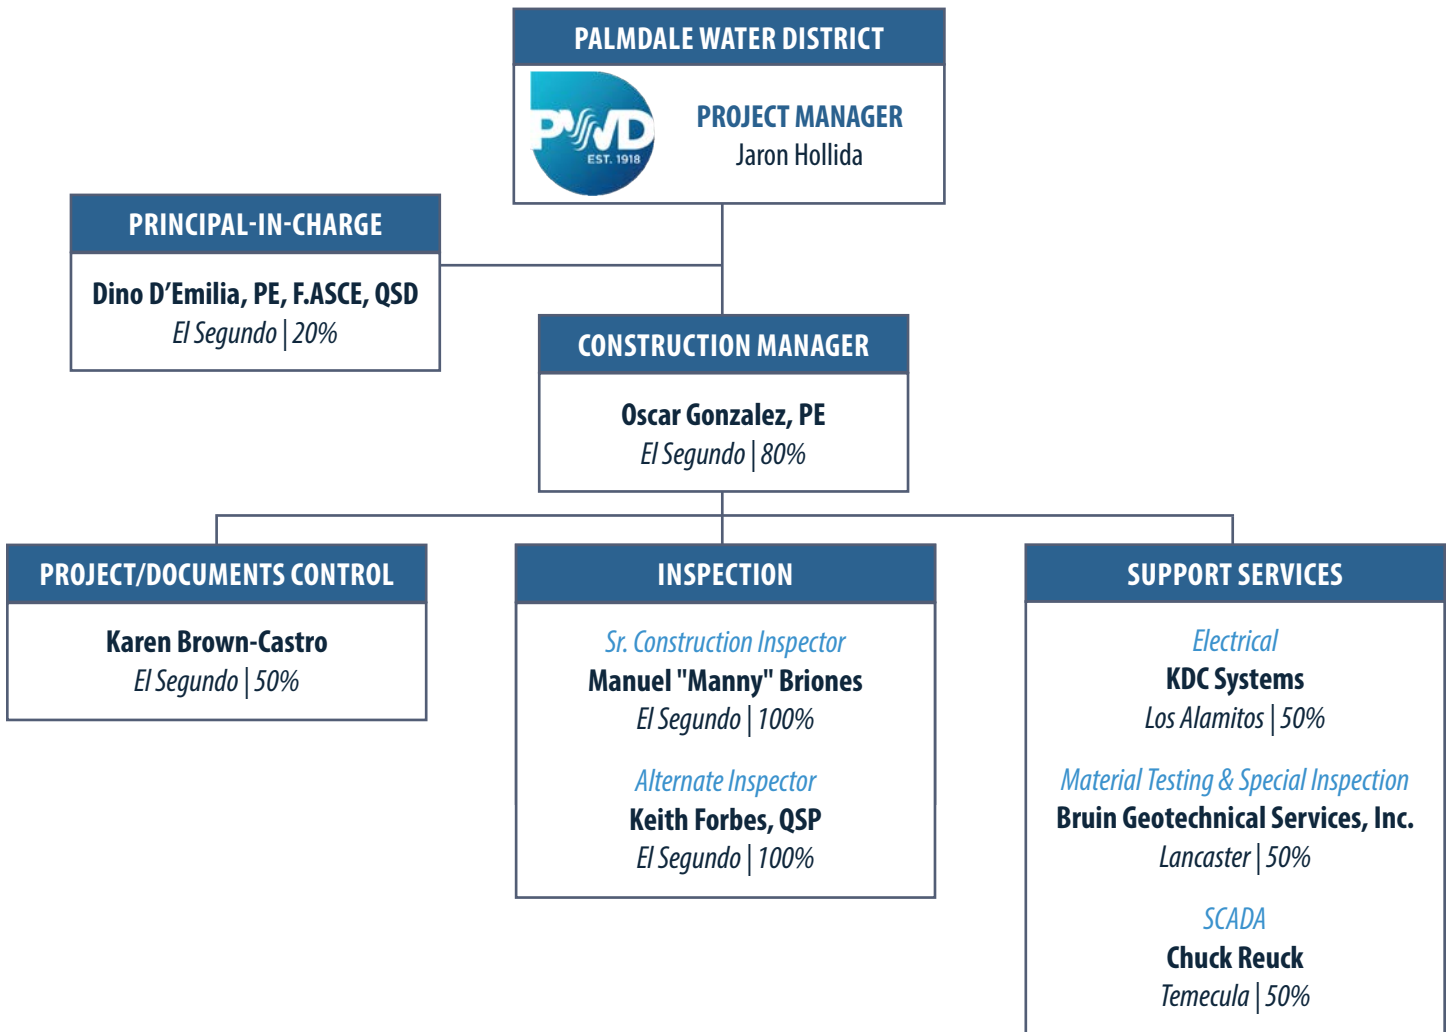 PALMDALE WATER DISTRICT
PWD
EST. 1918
PROJECT MANAGER
Jaron Hollida
PRINCIPAL-IN-CHARGE
Dino D’Emilia, PE, F.ASCE, QSD
El Segundo | 20%
CONSTRUCTION MANAGER
Oscar Gonzalez, PE
El Segundo | 80%
PROJECT/DOCUMENTS CONTROL
Karen Brown-Castro
El Segundo | 50%
INSPECTION
Sr. Construction Inspector
Manuel "Manny" Briones
El Segundo | 100%
Alternate Inspector
Keith Forbes, QSP
El Segundo | 100%
SUPPORT SERVICES
Electrical
KDC Systems
Los Alamitos | 50%
Material Testing & Special Inspection
Bruin Geotechnical Services, Inc.
Lancaster | 50%
SCADA
Chuck Reuck
Temecula | 50%